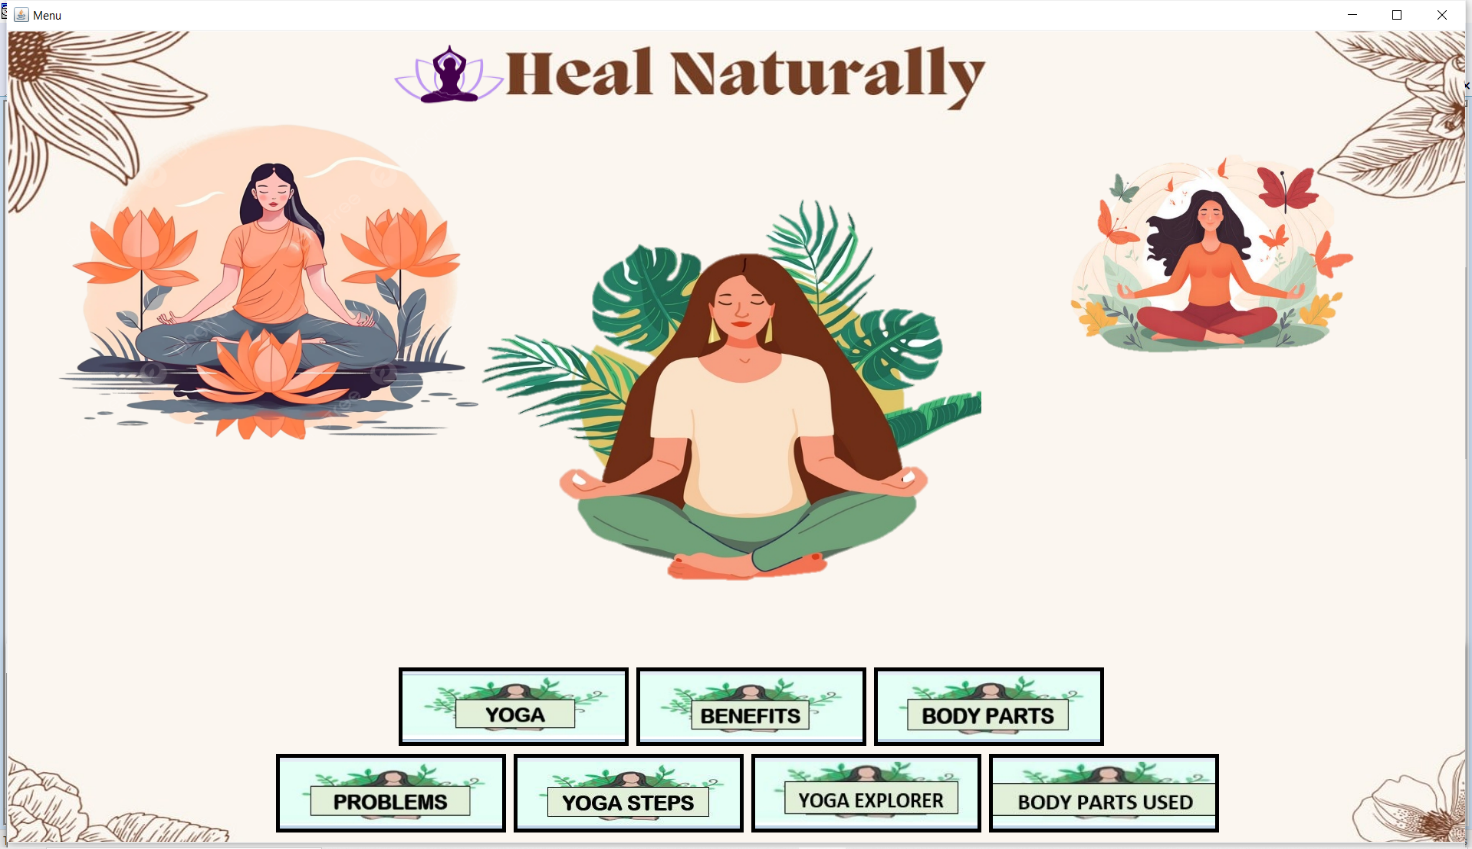 Menu
Heal Naturally
YOGA
BENEFITS
BODY PARTS
PROBLEMS
YOGA STEPS
YOGA EXPLORER
BODY PARTS USED